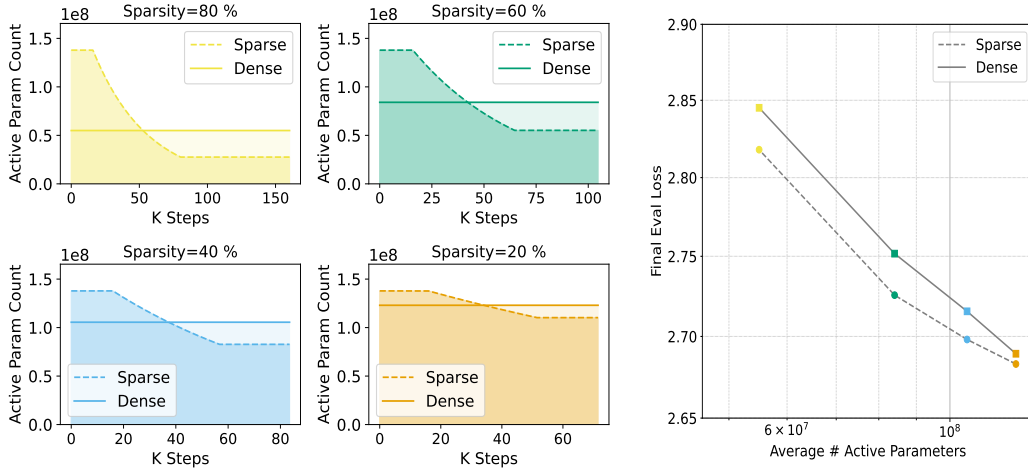 Sparsity=80 %
1e8
Active Param Count
1.5
1.0
0.5
0.0
Sparse
Dense
0
50
100
150
K Steps
Sparsity=60 %
1e8
Active Param Count
1.5
1.0
0.5
0.0
Sparse
Dense
0
25
50
75
100
K Steps
Sparsity=40 %
1e8
Active Param Count
1.5
1.0
0.5
0.0
Sparse
Dense
0
20
40
60
80
K Steps
Sparsity=20 %
1e8
Active Param Count
1.5
1.0
0.5
0.0
Sparse
Dense
0
20
40
60
K Steps
Final Eval Loss
2.90
2.85
2.80
2.75
2.70
2.65
Sparse
Dense
6 × 10⁷
10⁸
Average # Active Parameters